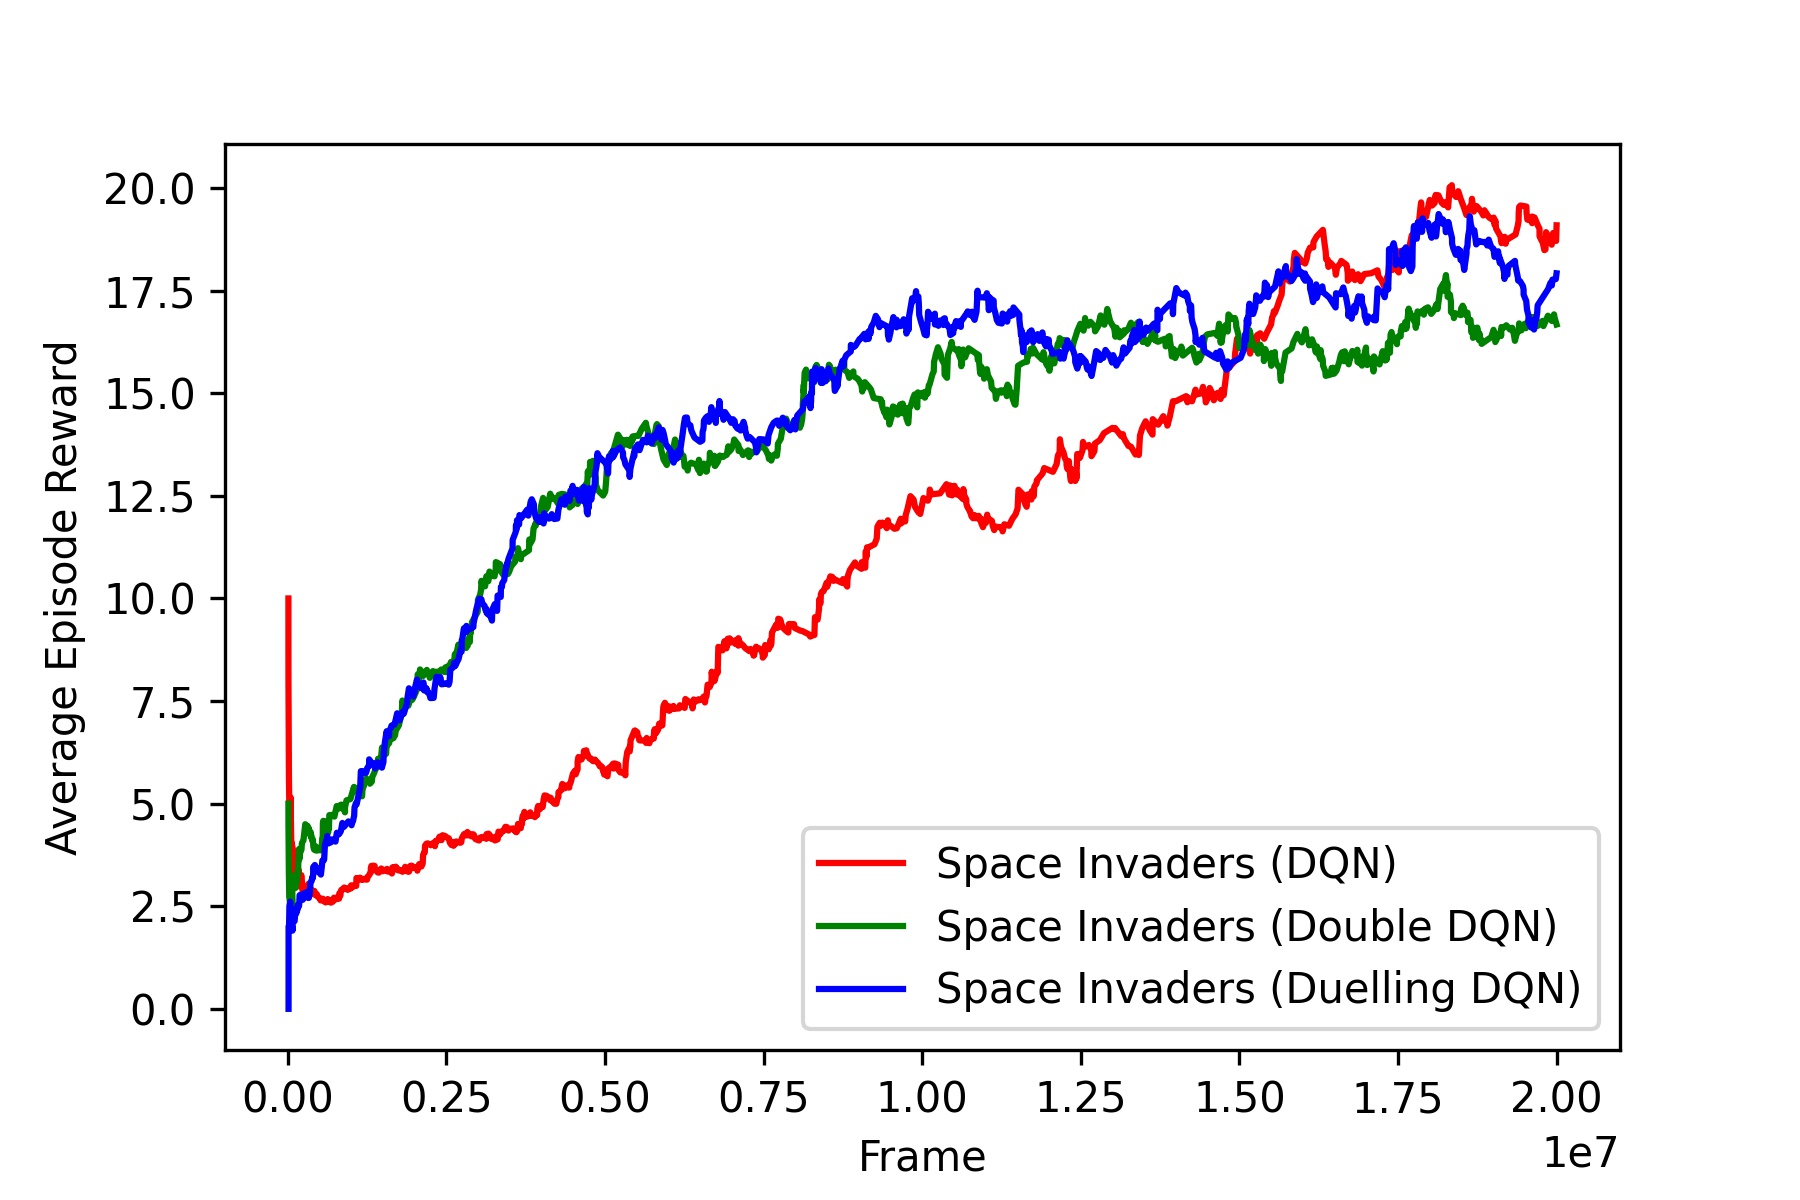 20.0
17.5
15.0
12.5
10.0
7.5
5.0
2.5
0.0
Average Episode Reward
Space Invaders (DQN)
Space Invaders (Double DQN)
Space Invaders (Duelling DQN)
0.00 0.25 0.50 0.75 1.00 1.25 1.50 1.75 2.00
1e7
Frame